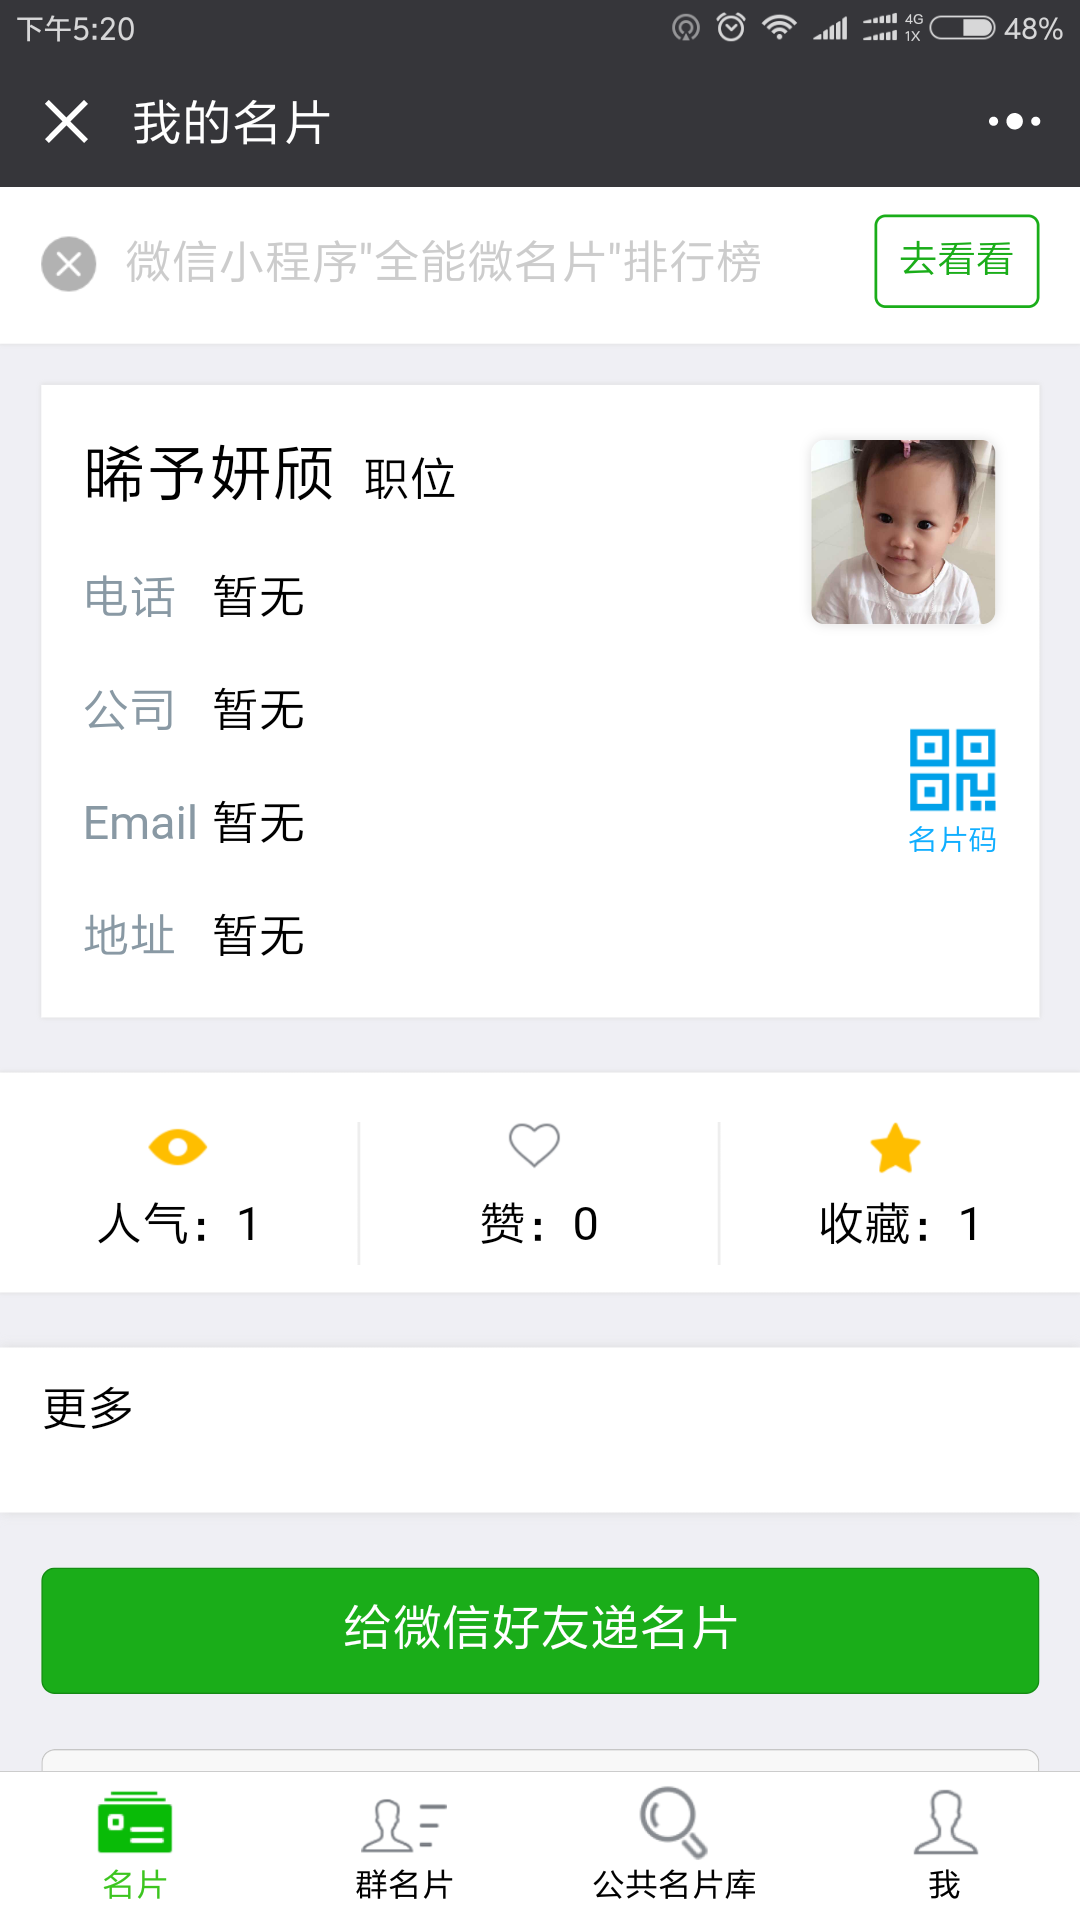 下午5:20
4G
1X
48%
我的名片
微信小程序"全能微名片"排行榜
去看看
晞予妍颀 职位
电话 暂无
公司 暂无
Email 暂无
名片码
地址 暂无
人气：1
赞：0
收藏：1
更多
给微信好友递名片
名片
群名片
公共名片库
我